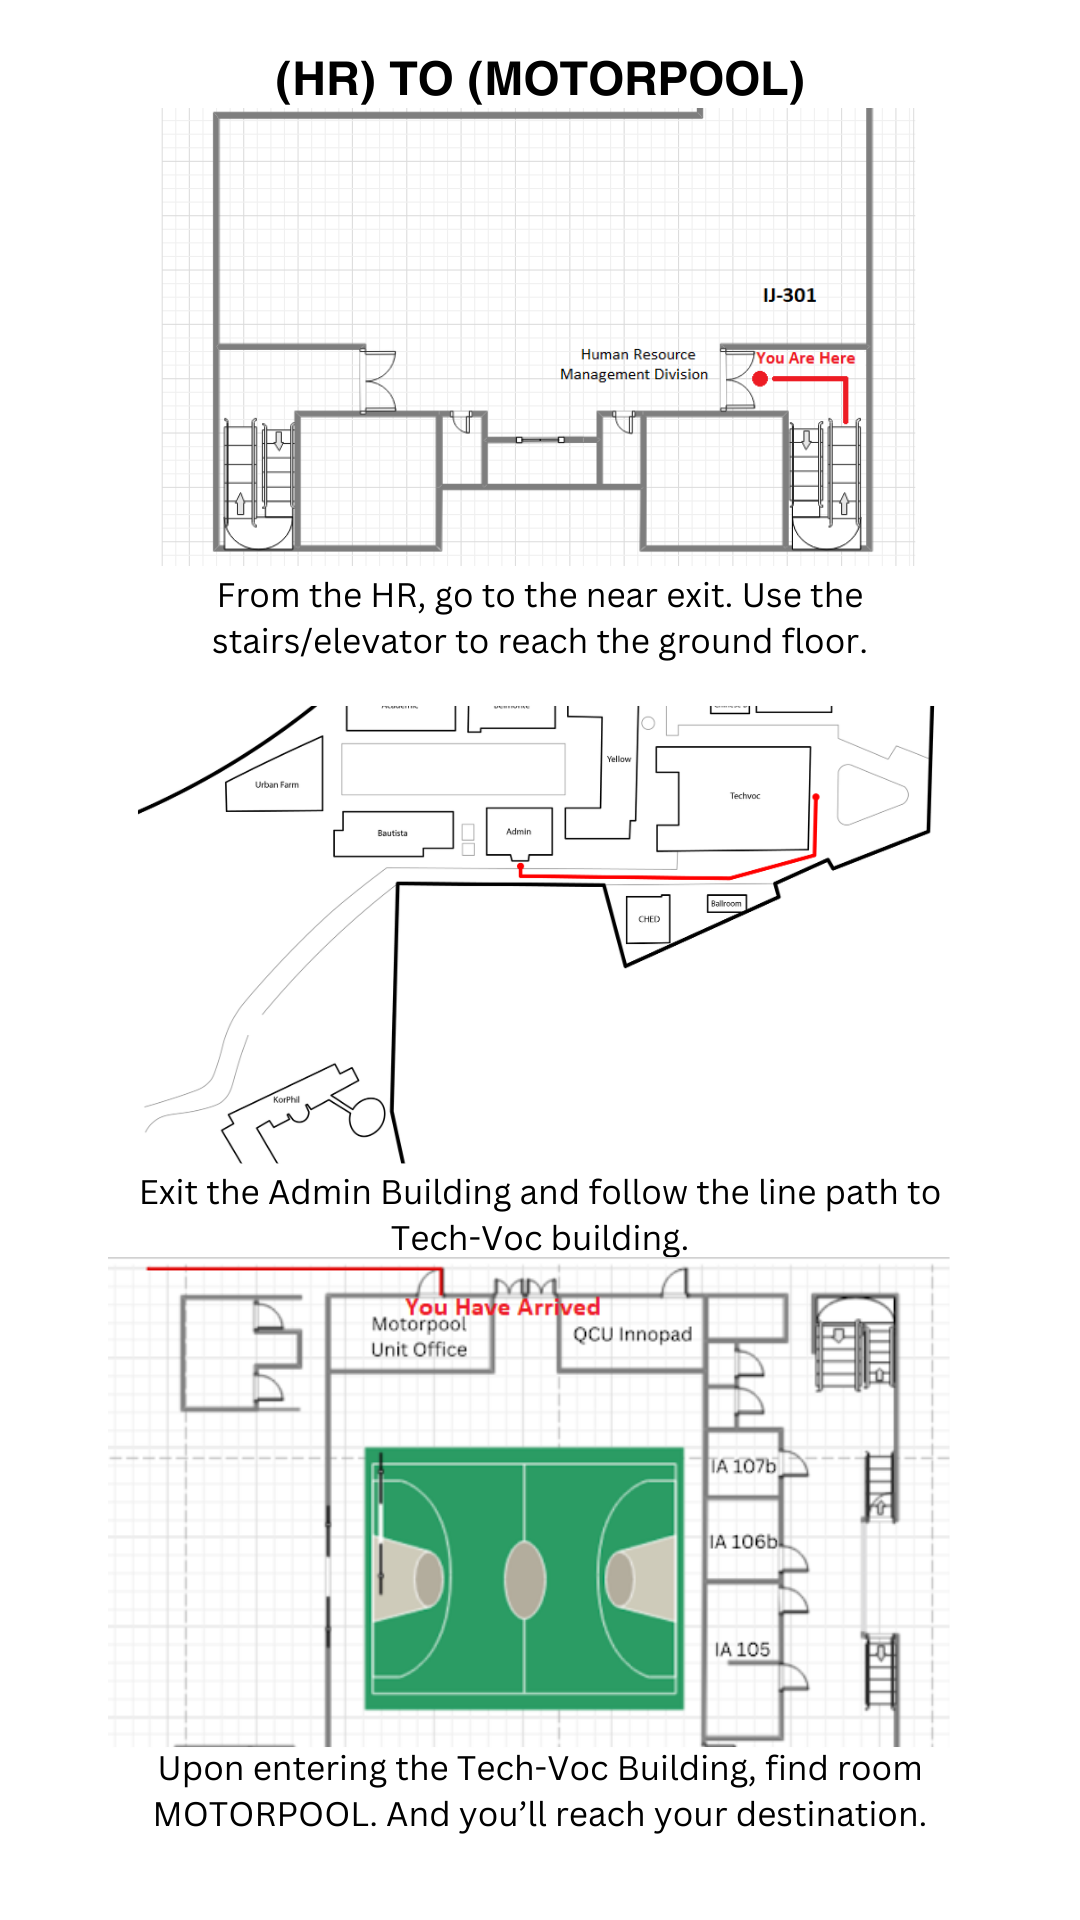 (HR) TO (MOTORPOOL)
IJ-301
Human Resource
Management Division
You Are Here
From the HR, go to the near exit. Use the
stairs/elevator to reach the ground floor.
Academic
Belmonte
Yellow
Urban Farm
Techvoc
Bautista
Admin
CHED
Ballroom
KorPhil
Exit the Admin Building and follow the line path to
Tech-Voc building.
You Have Arrived
Motorpool
Unit Office
QCU Innopad
IA 107b
IA 106b
IA 105
Upon entering the Tech-Voc Building, find room
MOTORPOOL. And you’ll reach your destination.